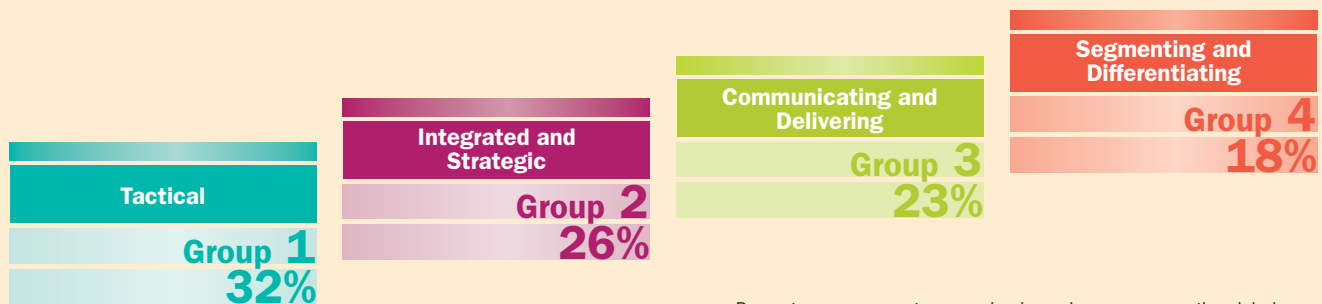 Tactical
Group 1
32%
Integrated and
Strategic
Group 2
26%
Communicating and
Delivering
Group 3
23%
Segmenting and
Differentiating
Group 4
18%